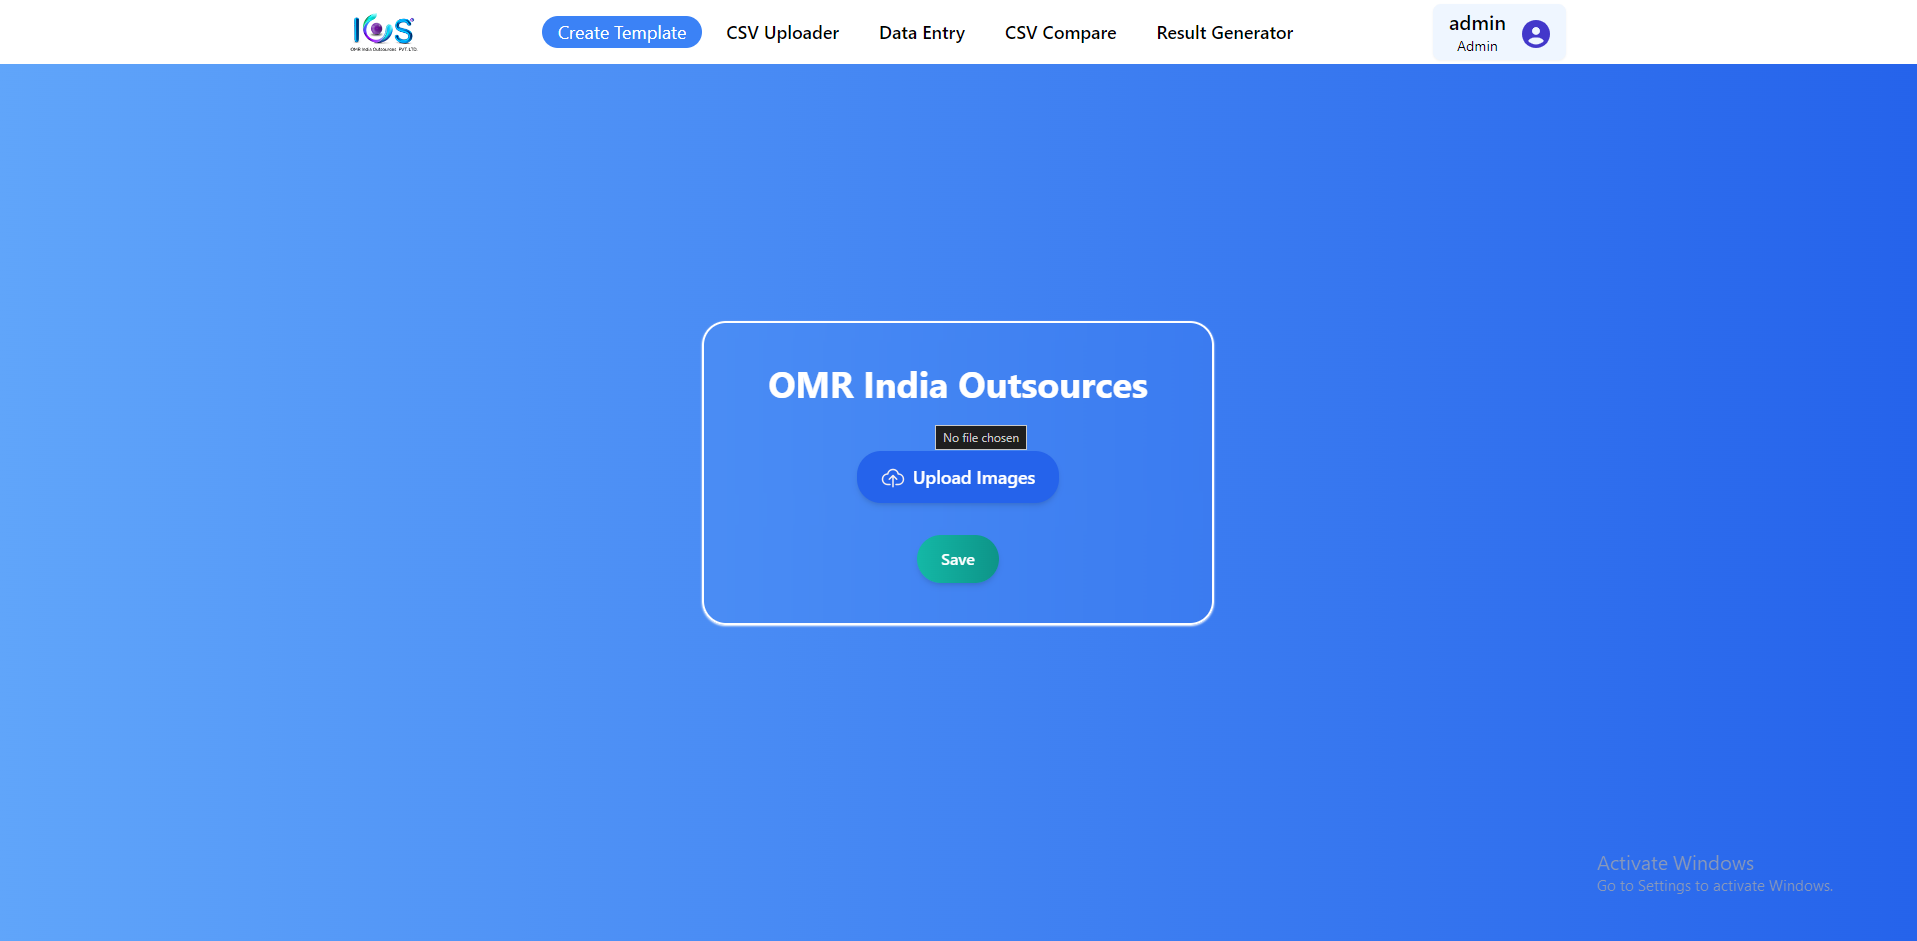 IOS
OMR India Outsources PVT.LTD
Create Template
CSV Uploader
Data Entry
CSV Compare
Result Generator
admin
Admin
OMR India Outsources
No file chosen
Upload Images
Save
Activate Windows
Go to Settings to activate Windows.